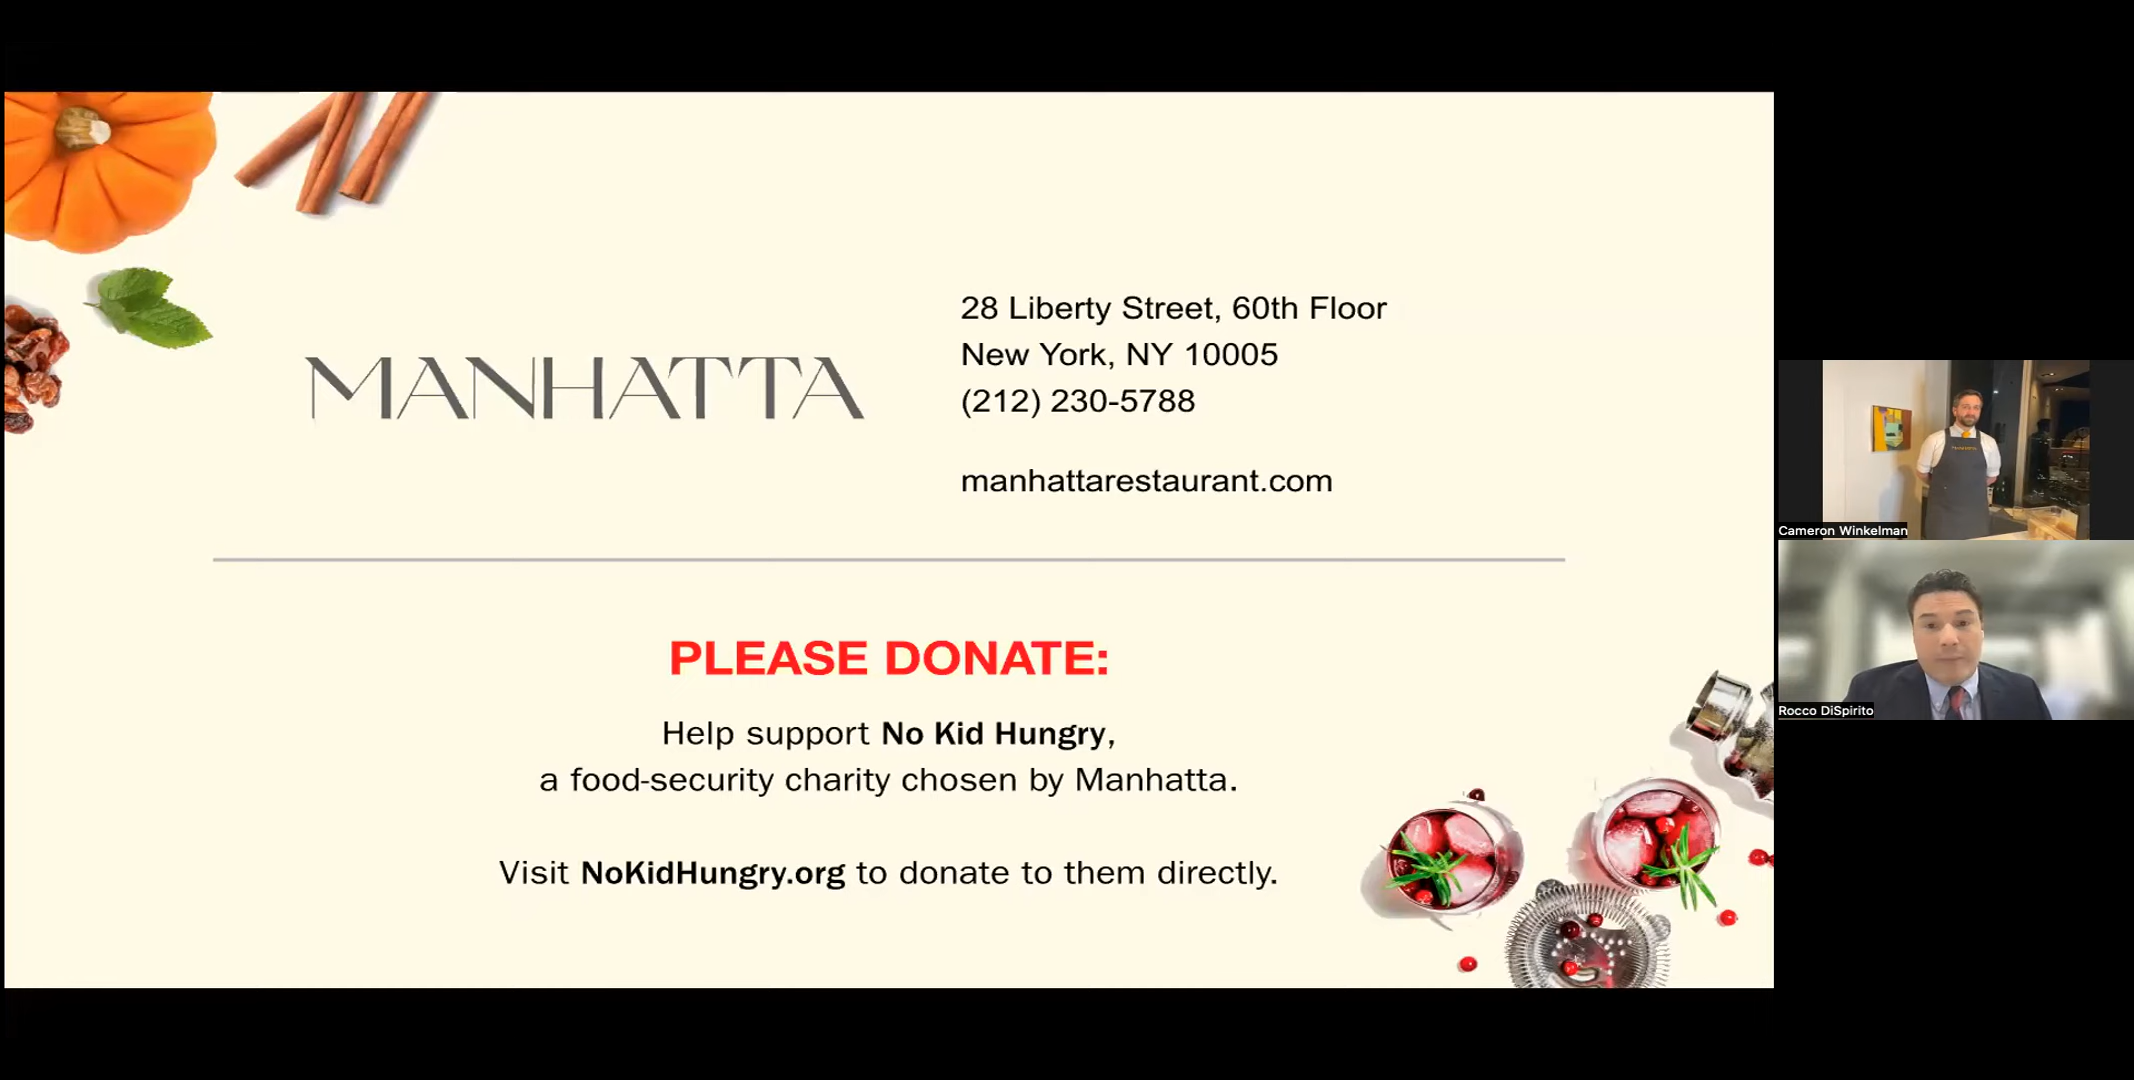 MANHATTA
28 Liberty Street, 60th Floor
New York, NY 10005
(212) 230-5788
manhattarestaurant.com
PLEASE DONATE:
Help support No Kid Hungry,
a food-security charity chosen by Manhatta.
Visit NoKidHungry.org to donate to them directly.
MANHATTA
Cameron Winkelman
Rocco DiSpirito